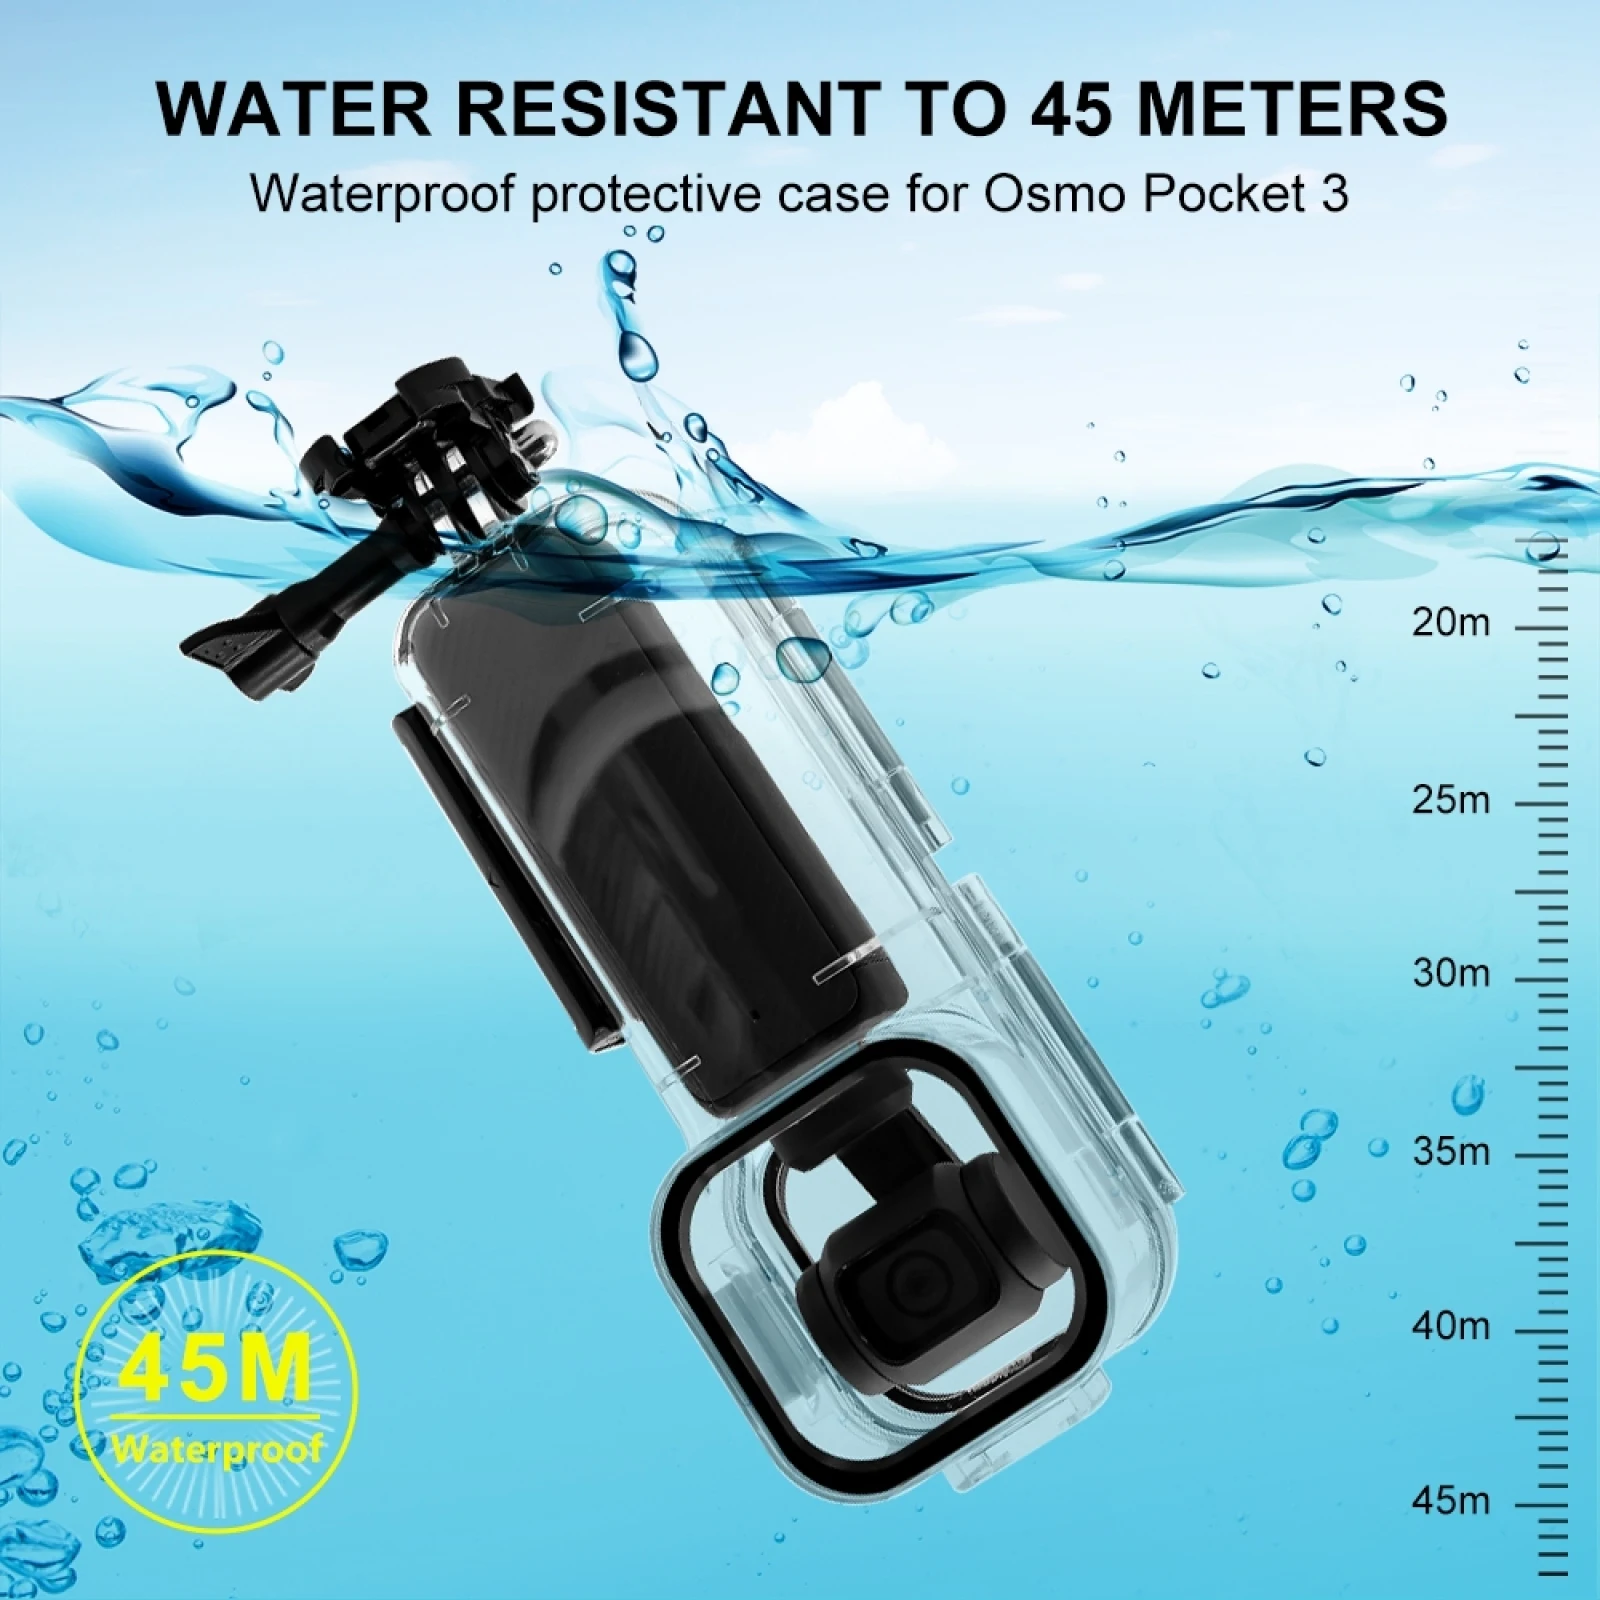 WATER RESISTANT TO 45 METERS
Waterproof protective case for Osmo Pocket 3
20m
25m
30m
35m
40m
45m
45M
Waterproof